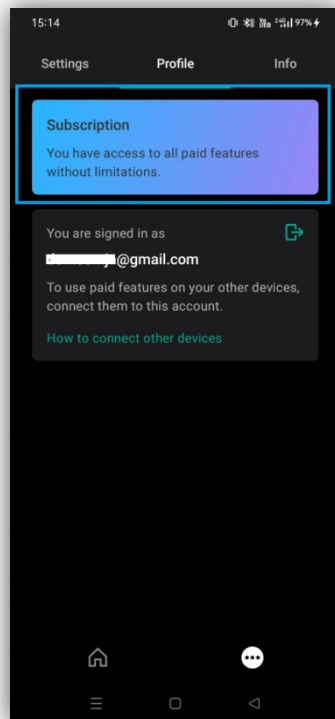 15:14
97%
Settings Profile Info
Subscription
You have access to all paid features
without limitations.
You are signed in as
@gmail.com
To use paid features on your other devices,
connect them to this account.
How to connect other devices